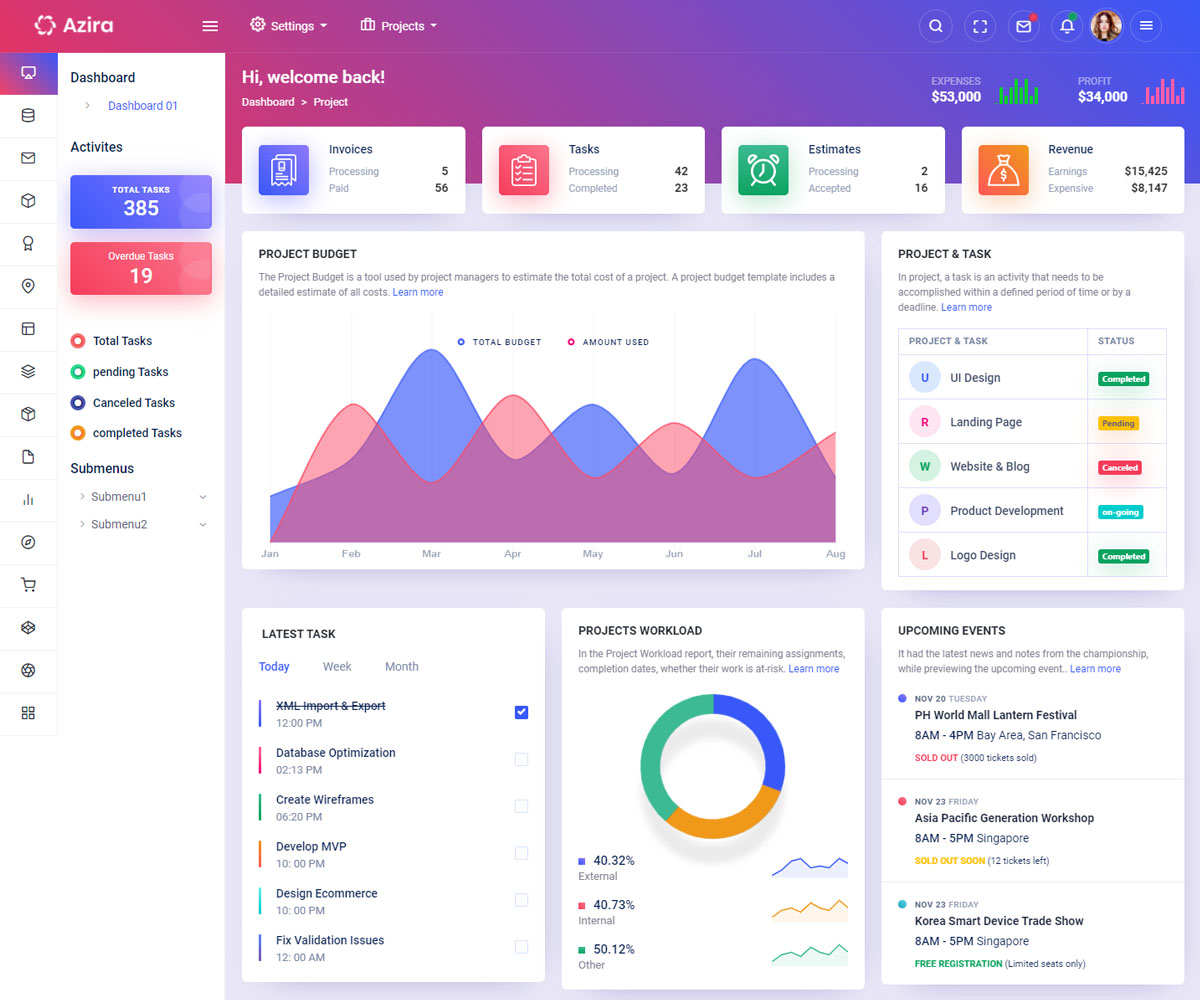 Azira
Settings
Projects
Dashboard
Dashboard 01
Activites
TOTAL TASKS
385
Overdue Tasks
19
Total Tasks
pending Tasks
Canceled Tasks
completed Tasks
Submenus
Submenu1
Submenu2
Hi, welcome back!
Dashboard > Project
EXPENSES
$53,000
PROFIT
$34,000
Invoices
Processing 5
Paid 56
Tasks
Processing 42
Completed 23
Estimates
Processing 2
Accepted 16
Revenue
Earnings $15,425
Expensive $8,147
PROJECT BUDGET
The Project Budget is a tool used by project managers to estimate the total cost of a project. A project budget template includes a
detailed estimate of all costs. Learn more
TOTAL BUDGET AMOUNT USED
Jan Feb Mar Apr May Jun Jul Aug
PROJECT & TASK
In project, a task is an activity that needs to be
accomplished within a defined period of time or by a
deadline. Learn more
PROJECT & TASK STATUS
U UI Design Completed
R Landing Page Pending
W Website & Blog Canceled
P Product Development on-going
L Logo Design Completed
LATEST TASK
Today Week Month
XML Import & Export
12:00 PM
Database Optimization
02:13 PM
Create Wireframes
06:20 PM
Develop MVP
10: 00 PM
Design Ecommerce
10: 00 PM
Fix Validation Issues
12: 00 AM
PROJECTS WORKLOAD
In the Project Workload report, their remaining assignments,
completion dates, whether their work is at-risk. Learn more
40.32%
External
40.73%
Internal
50.12%
Other
UPCOMING EVENTS
It had the latest news and notes from the championship,
while previewing the upcoming event.. Learn more
NOV 20 TUESDAY
PH World Mall Lantern Festival
8AM - 4PM Bay Area, San Francisco
SOLD OUT (3000 tickets sold)
NOV 23 FRIDAY
Asia Pacific Generation Workshop
8AM - 5PM Singapore
SOLD OUT SOON (12 tickets left)
NOV 23 FRIDAY
Korea Smart Device Trade Show
8AM - 5PM Singapore
FREE REGISTRATION (Limited seats only)